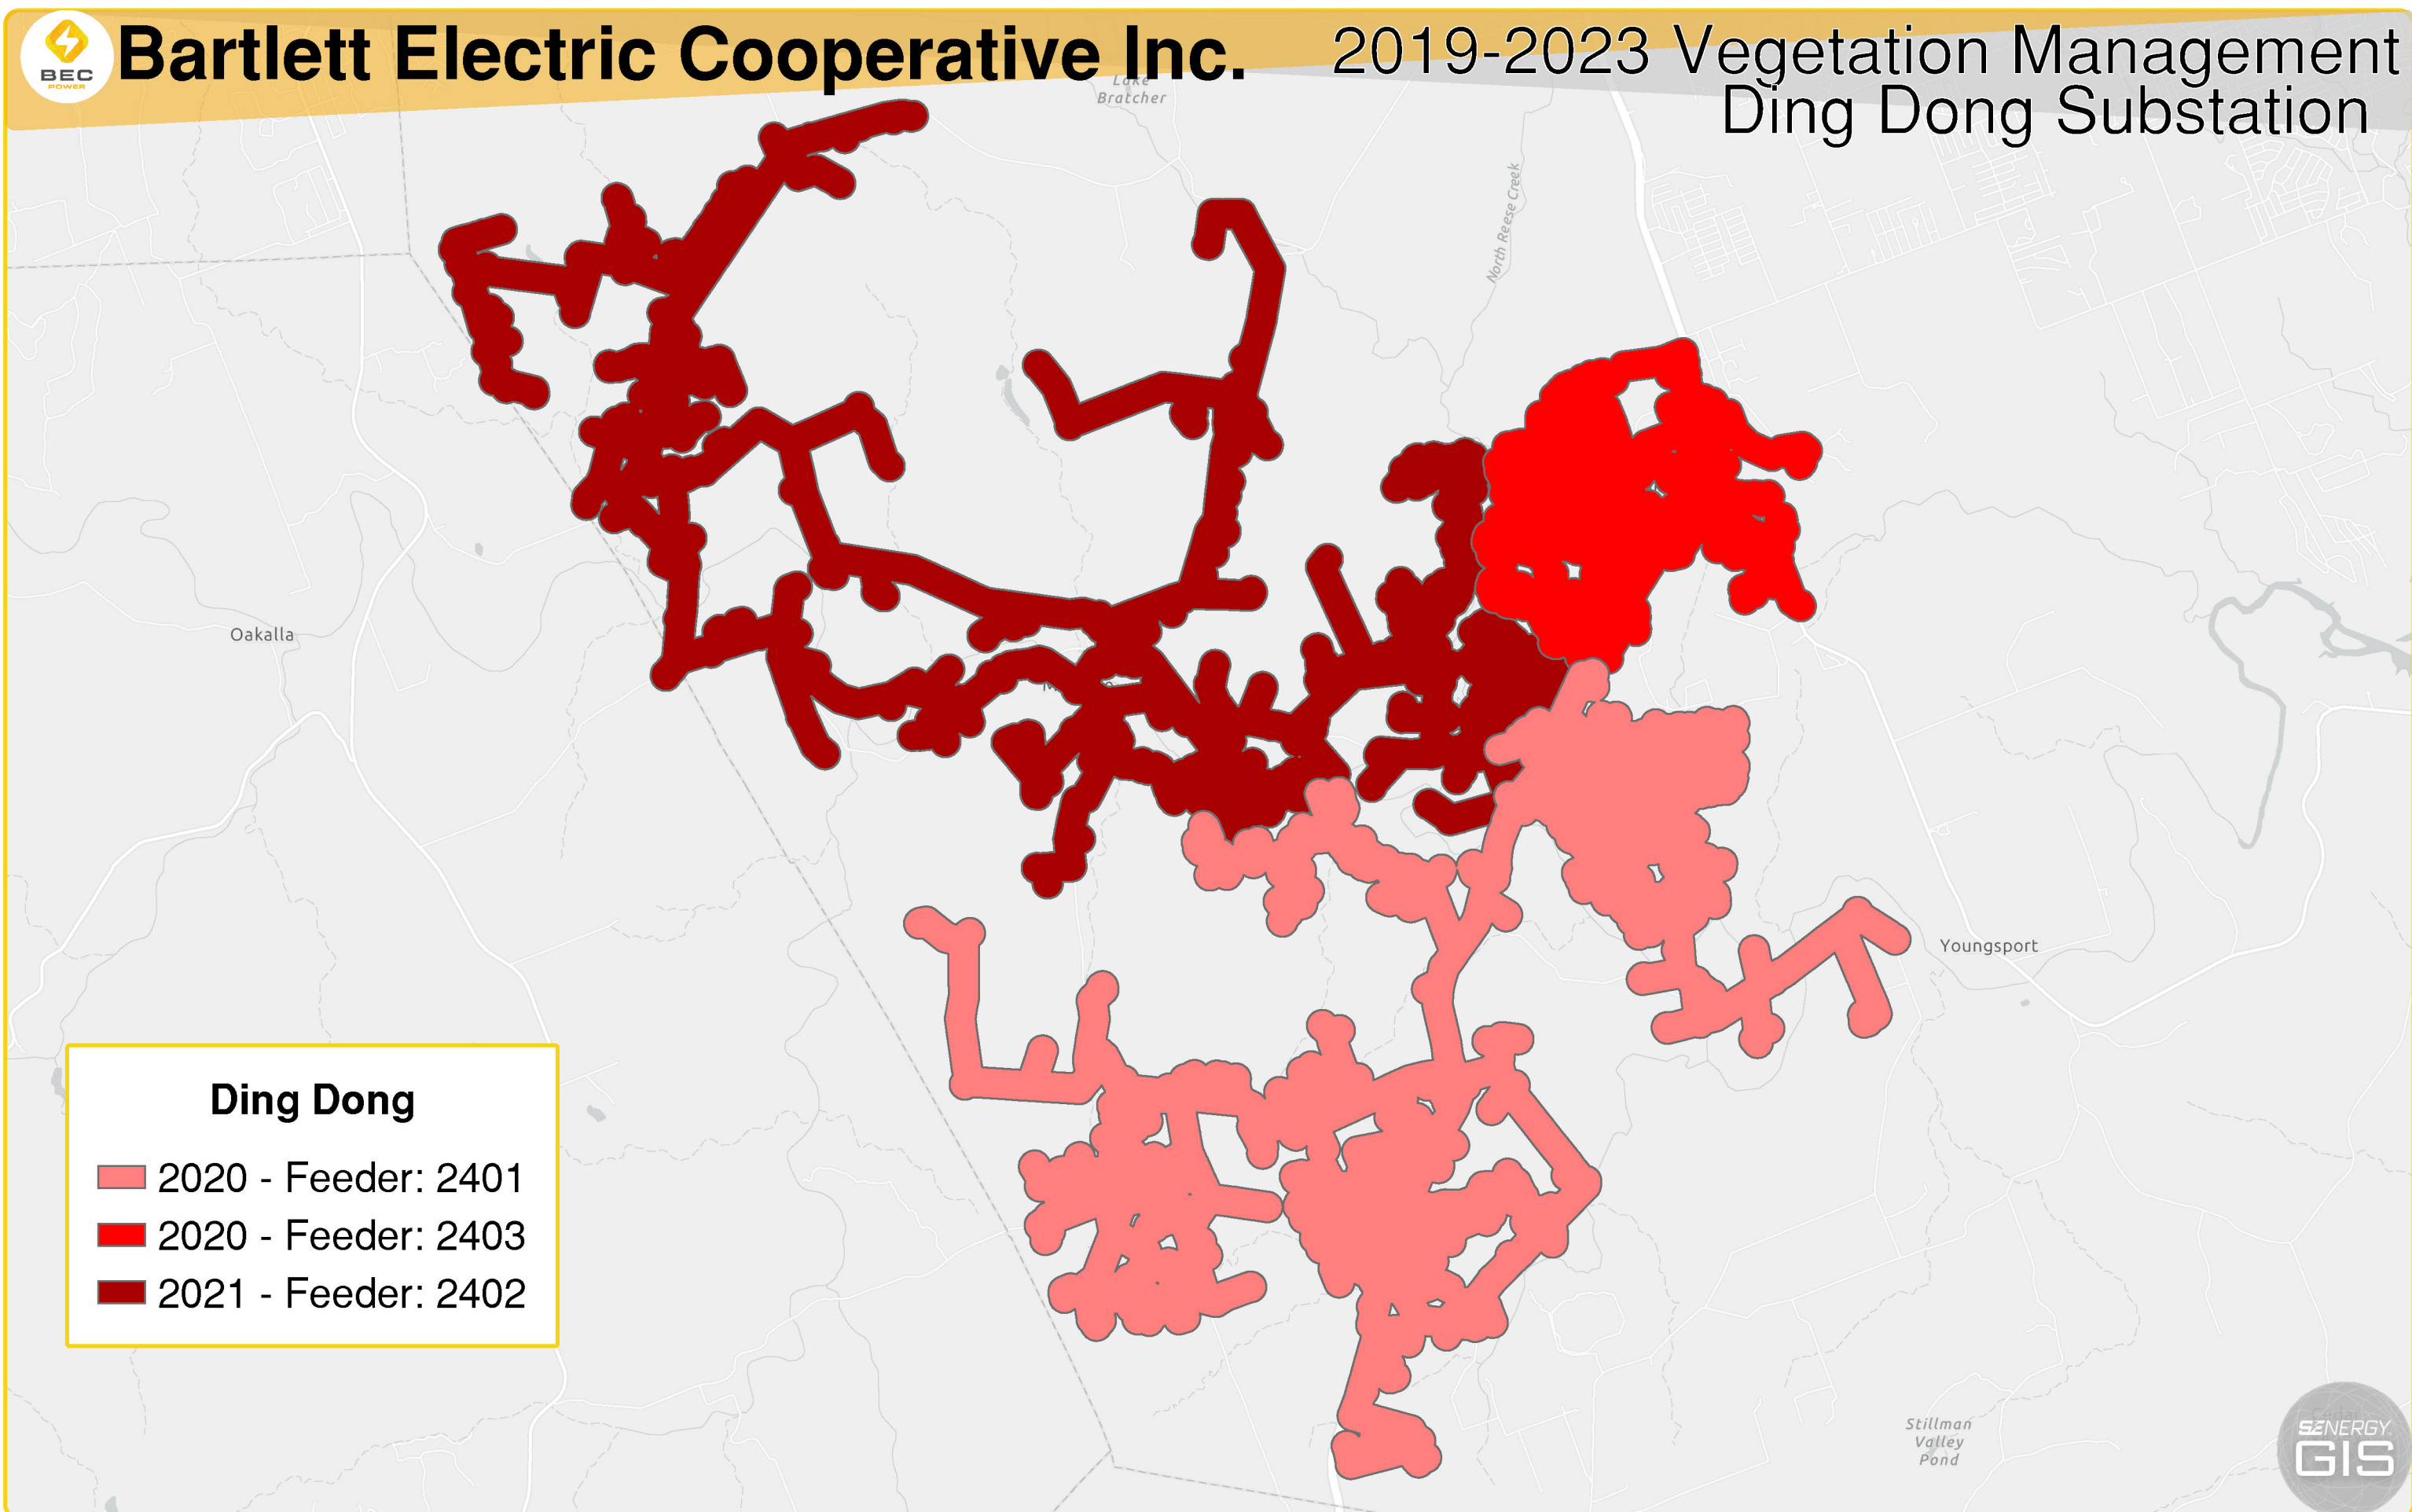 BEC
POWER
Bartlett Electric Cooperative Inc.
2019-2023 Vegetation Management
Ding Dong Substation
Lake
Bratcher
North Reese Creek
Oakalla
Youngsport
Ding Dong
2020 - Feeder: 2401
2020 - Feeder: 2403
2021 - Feeder: 2402
Stillman
Valley
Pond
SENERGY
GIS